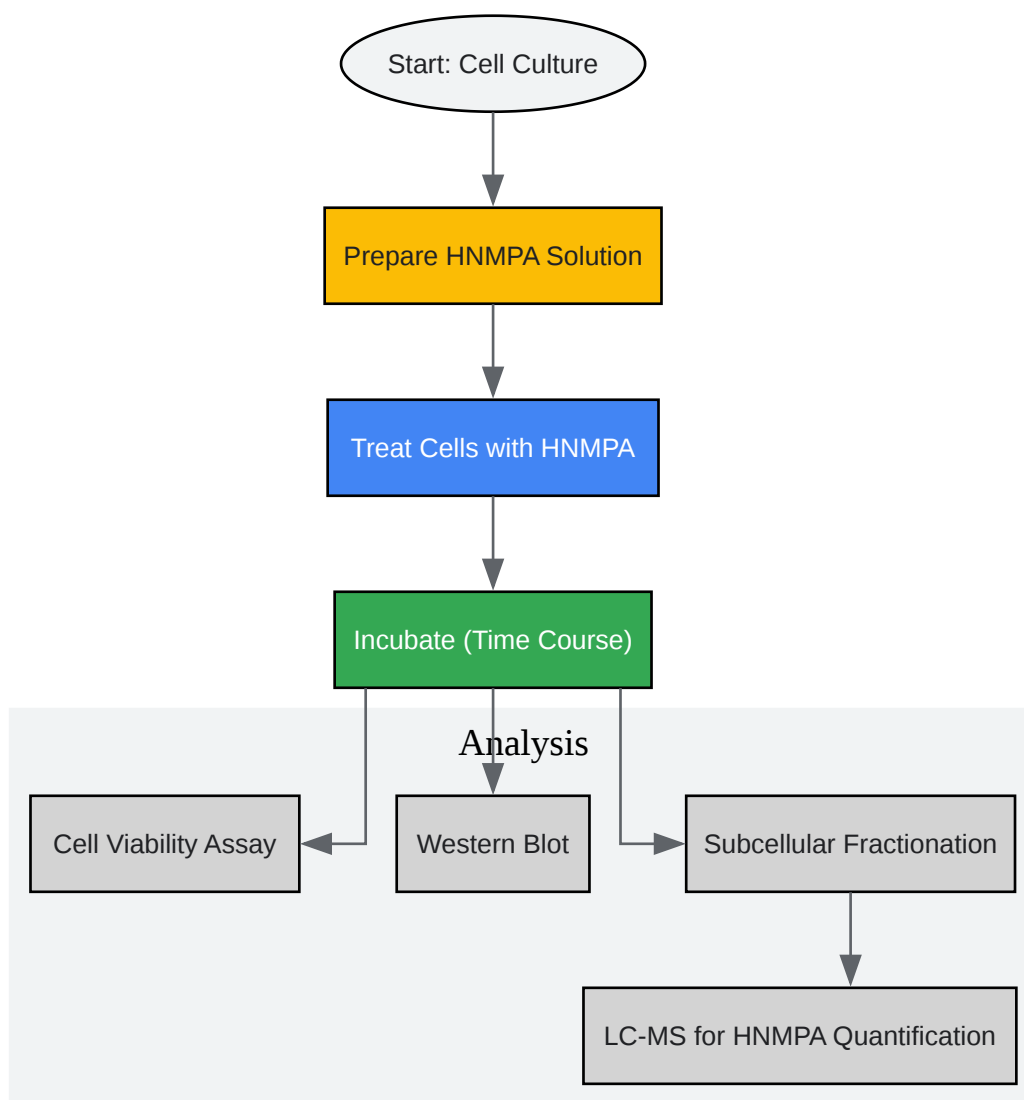 Start: Cell Culture
Prepare HNMPA Solution
Treat Cells with HNMPA
Incubate (Time Course)
Analysis
Cell Viability Assay
Western Blot
Subcellular Fractionation
LC-MS for HNMPA Quantification